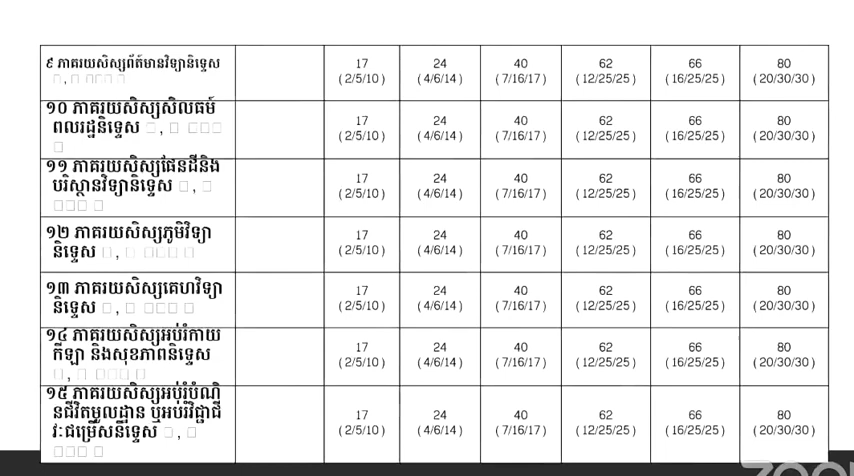 ៩ ភាគរយសិស្សព័ត៌មានវិទ្យានិទ្ទេស
17 24 40 62 66 80
(2/5/10) (4/6/14) (7/16/17) (12/25/25) (16/25/25) (20/30/30)
១០ ភាគរយសិស្សសិលធម៍
ពលរដ្ឋនិទ្ទេស
17 24 40 62 66 80
(2/5/10) (4/6/14) (7/16/17) (12/25/25) (16/25/25) (20/30/30)
១១ ភាគរយសិស្សផែនដីនិង
បរិស្ថានវិទ្យានិទ្ទេស
17 24 40 62 66 80
(2/5/10) (4/6/14) (7/16/17) (12/25/25) (16/25/25) (20/30/30)
១២ ភាគរយសិស្សភូមិវិទ្យា
និទ្ទេស
17 24 40 62 66 80
(2/5/10) (4/6/14) (7/16/17) (12/25/25) (16/25/25) (20/30/30)
១៣ ភាគរយសិស្សគេហវិទ្យា
និទ្ទេស
17 24 40 62 66 80
(2/5/10) (4/6/14) (7/16/17) (12/25/25) (16/25/25) (20/30/30)
១៤ ភាគរយសិស្សអប់រំកាយ
កីឡា និងសុខភាពនិទ្ទេស
17 24 40 62 66 80
(2/5/10) (4/6/14) (7/16/17) (12/25/25) (16/25/25) (20/30/30)
១៥ ភាគរយសិស្សអប់រំបំណិ
នជីវិតមូលដ្ឋាន ឬអប់រំវិជ្ជាជី
វៈជម្រើសនិទ្ទេស
17 24 40 62 66 80
(2/5/10) (4/6/14) (7/16/17) (12/25/25) (16/25/25) (20/30/30)